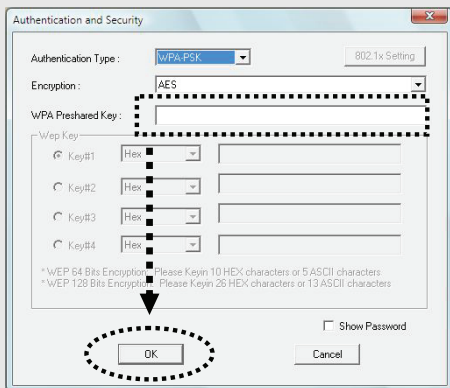 Authentication and Security
Authentication Type : WPA-PSK 802.1x Setting
Encryption : AES
WPA Preshared Key :
Wep Key
Key#1 Hex
Key#2 Hex
Key#3 Hex
Key#4 Hex
* WEP 64 Bits Encryption: Please Keyin 10 HEX characters or 5 ASCII characters
* WEP 128 Bits Encryption: Please Keyin 26 HEX characters or 13 ASCII characters
Show Password
OK Cancel